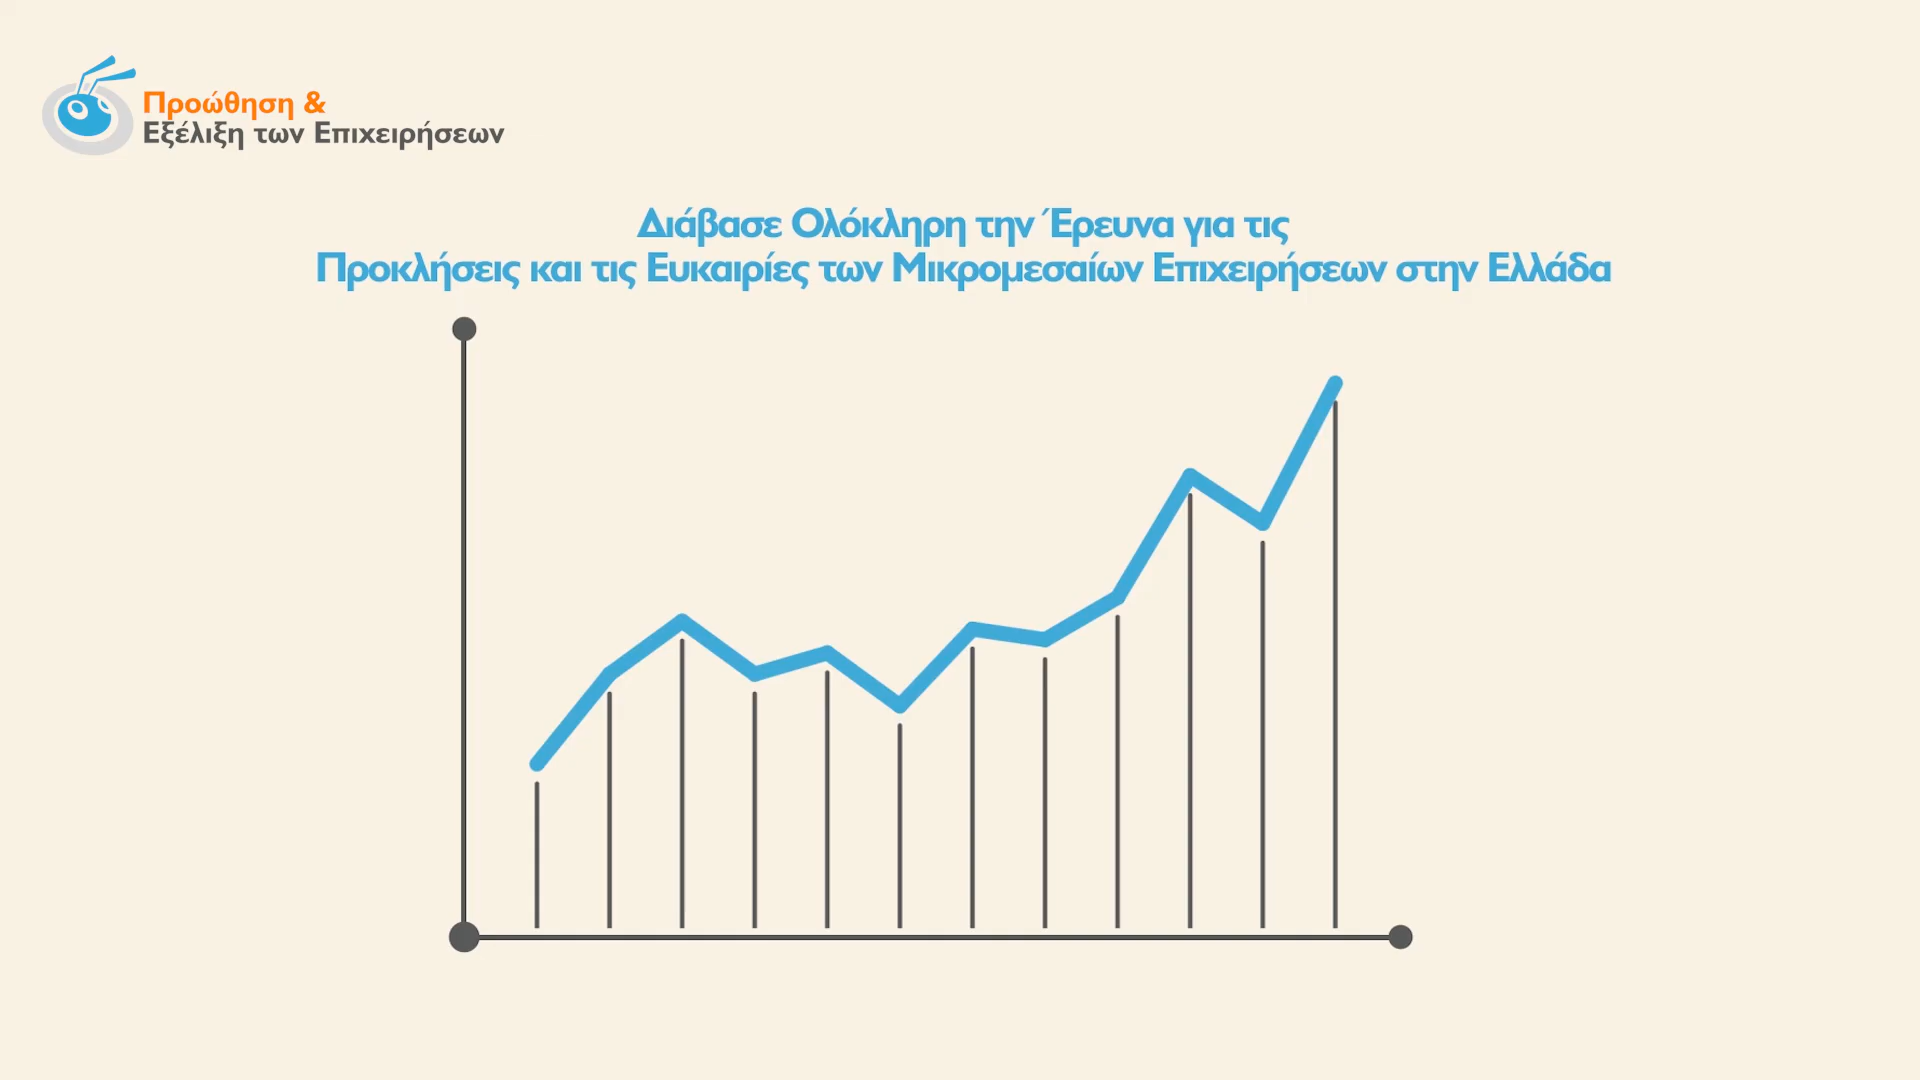 Προώθηση &
Εξέλιξη των Επιχειρήσεων
Διάβασε Ολόκληρη την Έρευνα για τις
Προκλήσεις και τις Ευκαιρίες των Μικρομεσαίων Επιχειρήσεων στην Ελλάδα